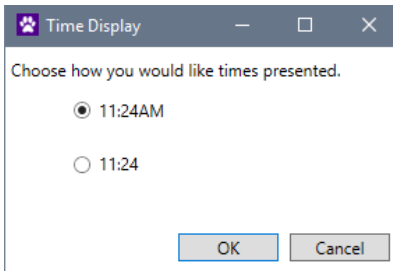 Time Display
Choose how you would like times presented.
11:24AM
11:24
OK Cancel